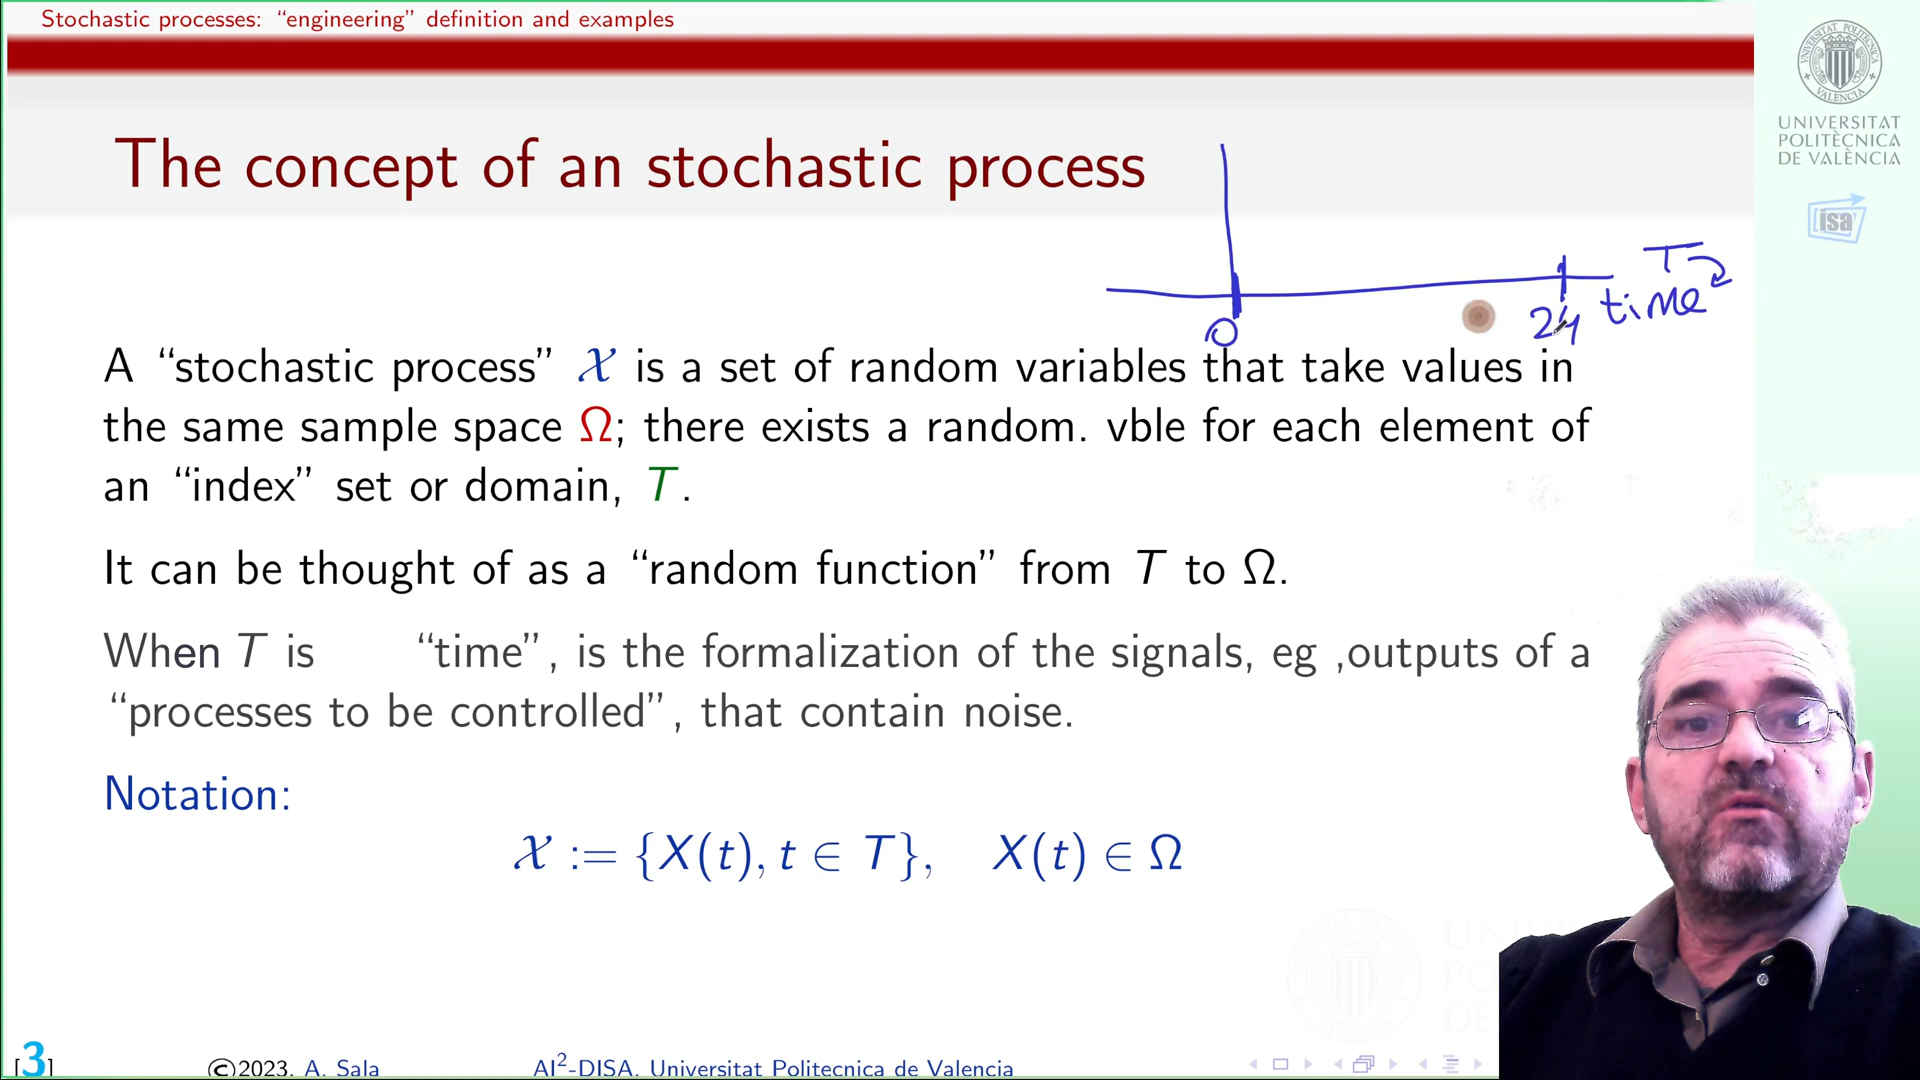 Stochastic processes: “engineering” definition and examples
UNIVERSITAT
POLITÈCNICA
DE VALÈNCIA
isa
The concept of an stochastic process
T
time
0
24
A “stochastic process” 𝒳 is a set of random variables that take values in
the same sample space Ω; there exists a random. vble for each element of
an “index” set or domain, T.
It can be thought of as a “random function” from T to Ω.
When T is “time”, is the formalization of the signals, eg ,outputs of a
“processes to be controlled”, that contain noise.
Notation:
𝒳 := {X(t), t ∈ T}, X(t) ∈ Ω
[3]
©2023. A. Sala
AI²-DISA. Universitat Politecnica de Valencia